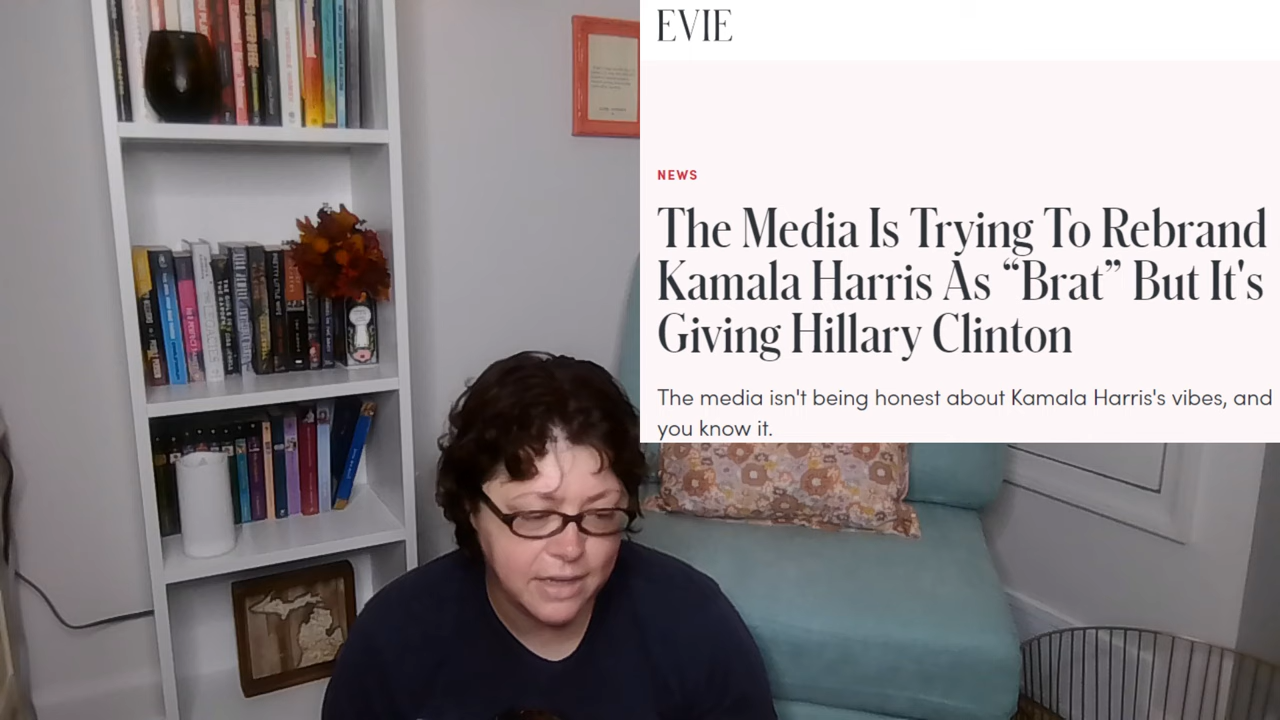 EVIE
NEWS
The Media Is Trying To Rebrand
Kamala Harris As “Brat” But It's
Giving Hillary Clinton
The media isn't being honest about Kamala Harris's vibes, and
you know it.